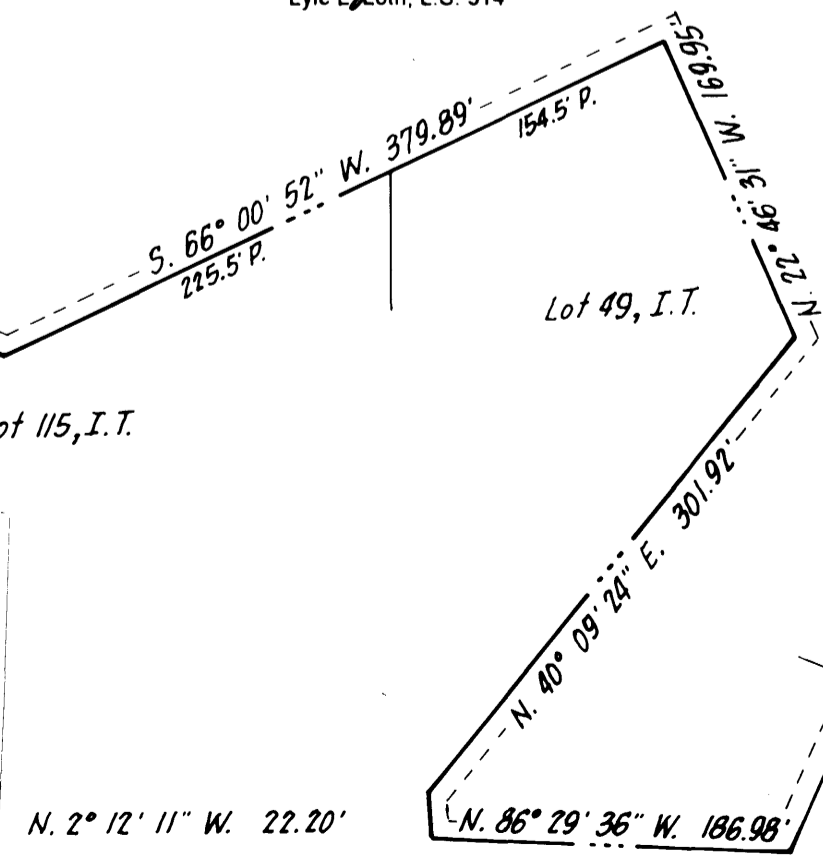 S. 66° 00' 52" W. 379.89'
154.5' P.
225.5' P.
N. 22° 46' 31" W. 169.95'
Lot 49, I.T.
115, I.T.
N. 40° 09' 24" E. 301.92'
N. 2° 12' 11" W. 22.20'
N. 86° 29' 36" W. 186.98'